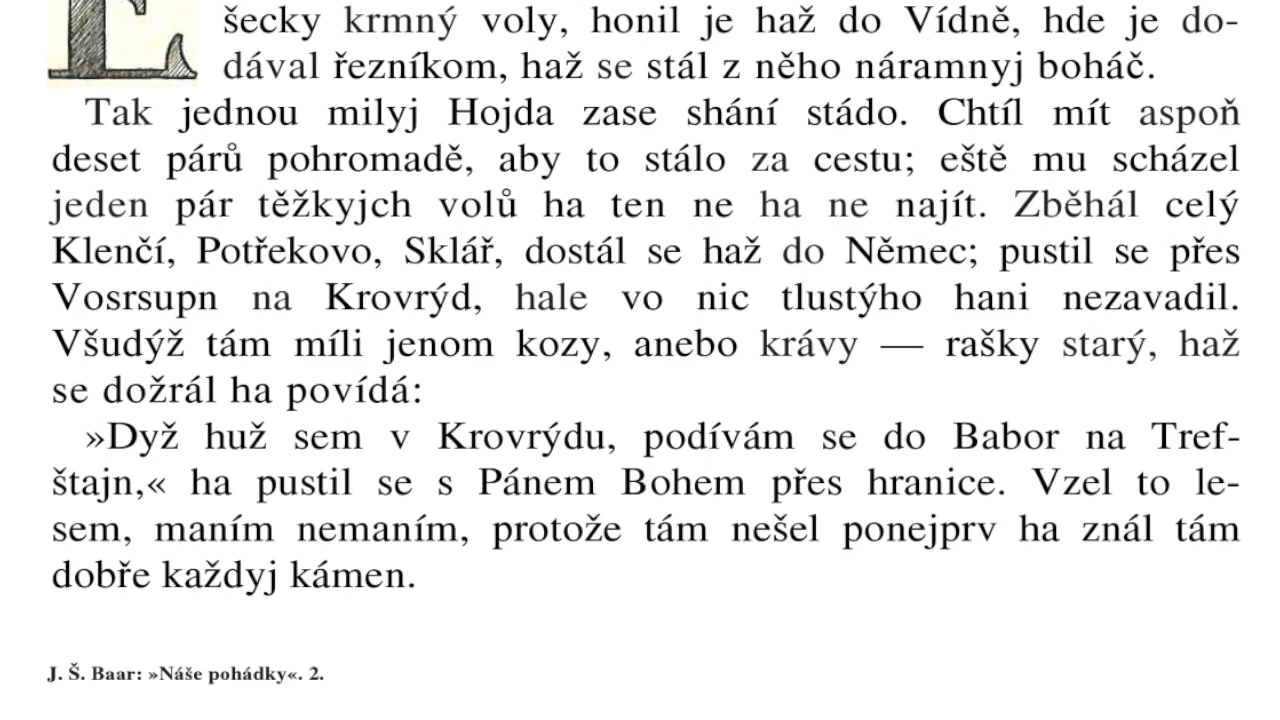 šecky krmný voly, honil je haž do Vídně, hde je do-
dával řezníkom, haž se stál z něho náramnyj boháč.
Tak jednou milyj Hojda zase shání stádo. Chtíl mít aspoň
deset párů pohromadě, aby to stálo za cestu; eště mu scházel
jeden pár těžkyjch volů ha ten ne ha ne najít. Zběhál celý
Klenčí, Potřekovo, Sklář, dostál se haž do Němec; pustil se přes
Vosrsupn na Krovrýd, hale vo nic tlustýho hani nezavadil.
Všudýž tám míli jenom kozy, anebo krávy — rašky starý, haž
se dožrál ha povídá:
»Dyž huž sem v Krovrýdu, podívám se do Babor na Tref-
štajn,« ha pustil se s Pánem Bohem přes hranice. Vzel to le-
sem, maním nemaním, protože tám nešel ponejprv ha znál tám
dobře každyj kámen.
J. Š. Baar: »Náše pohádky«. 2.